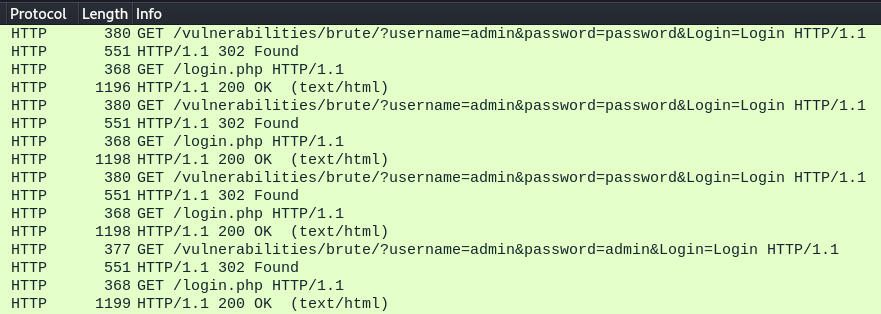 Protocol Length Info
HTTP 380 GET /vulnerabilities/brute/?username=admin&password=password&Login=Login HTTP/1.1
HTTP 551 HTTP/1.1 302 Found
HTTP 368 GET /login.php HTTP/1.1
HTTP 1196 HTTP/1.1 200 OK  (text/html)
HTTP 380 GET /vulnerabilities/brute/?username=admin&password=password&Login=Login HTTP/1.1
HTTP 551 HTTP/1.1 302 Found
HTTP 368 GET /login.php HTTP/1.1
HTTP 1198 HTTP/1.1 200 OK  (text/html)
HTTP 380 GET /vulnerabilities/brute/?username=admin&password=password&Login=Login HTTP/1.1
HTTP 551 HTTP/1.1 302 Found
HTTP 368 GET /login.php HTTP/1.1
HTTP 1198 HTTP/1.1 200 OK  (text/html)
HTTP 377 GET /vulnerabilities/brute/?username=admin&password=admin&Login=Login HTTP/1.1
HTTP 551 HTTP/1.1 302 Found
HTTP 368 GET /login.php HTTP/1.1
HTTP 1199 HTTP/1.1 200 OK  (text/html)